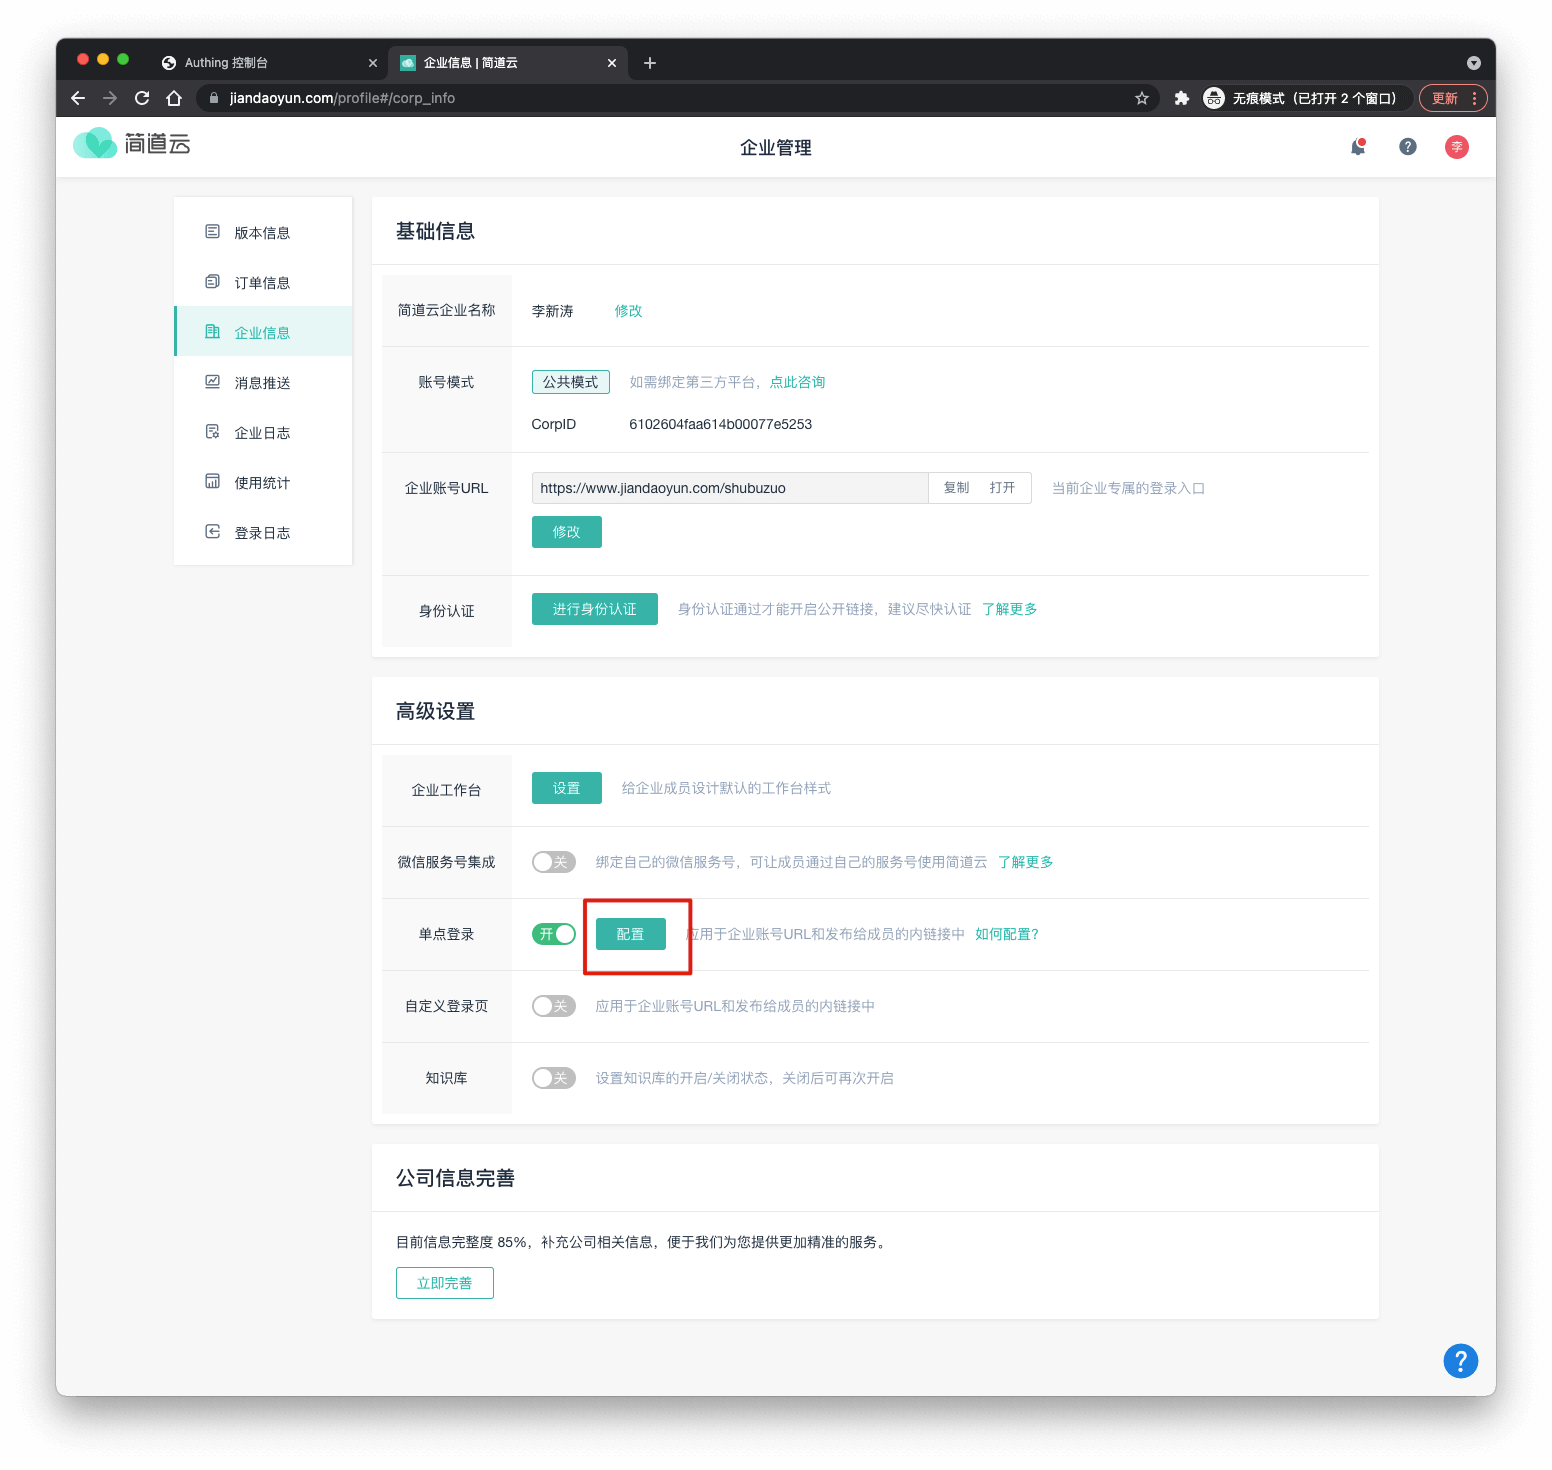 Authing 控制台
企业信息 | 简道云
jiandaoyun.com/profile#/corp_info
无痕模式（已打开 2 个窗口）
更新
简道云
企业管理
李
版本信息
订单信息
企业信息
消息推送
企业日志
使用统计
登录日志
基础信息
简道云企业名称 李新涛 修改
账号模式 公共模式 如需绑定第三方平台，点此咨询
CorpID 6102604faa614b00077e5253
企业账号URL https://www.jiandaoyun.com/shubuzuo 复制 打开 当前企业专属的登录入口
修改
身份认证 进行身份认证 身份认证通过才能开启公开链接，建议尽快认证 了解更多
高级设置
企业工作台 设置 给企业成员设计默认的工作台样式
微信服务号集成 关 绑定自己的微信服务号，可让成员通过自己的服务号使用简道云 了解更多
单点登录 开 配置 应用于企业账号URL和发布给成员的内链接中 如何配置?
自定义登录页 关 应用于企业账号URL和发布给成员的内链接中
知识库 关 设置知识库的开启/关闭状态，关闭后可再次开启
公司信息完善
目前信息完整度 85%，补充公司相关信息，便于我们为您提供更加精准的服务。
立即完善